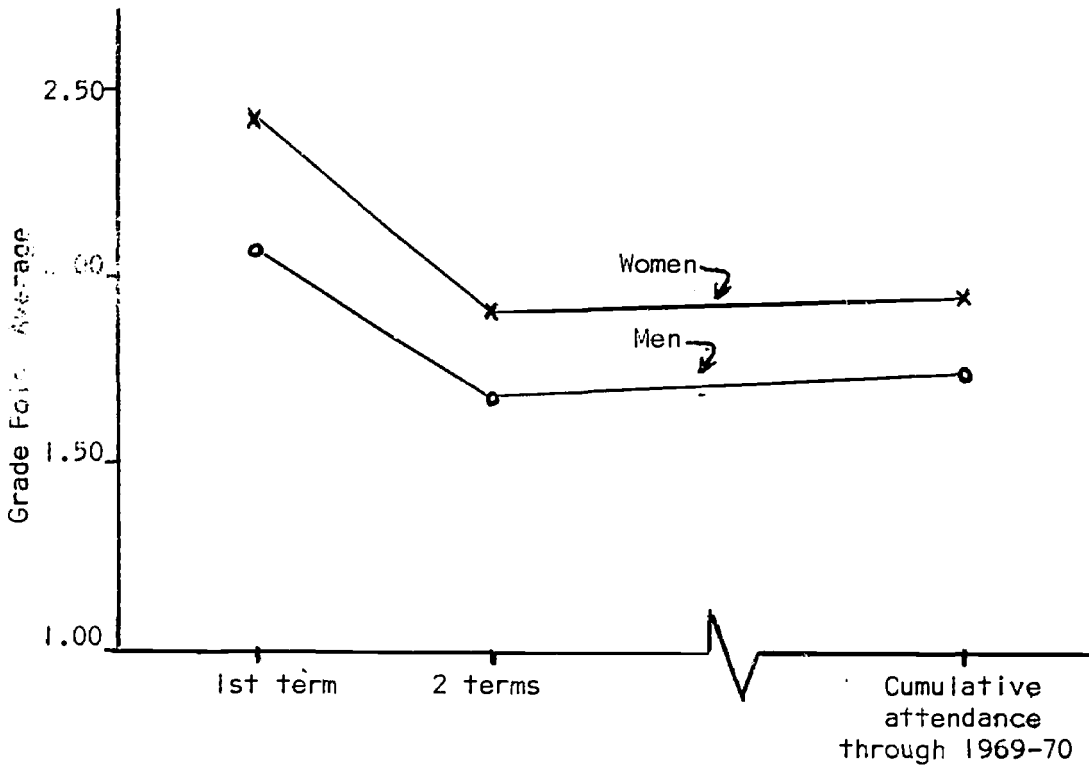 2.50
Grade Average
.00
1.50
1.00
Women
Men
1st term
2 terms
Cumulative
attendance
through 1969-70